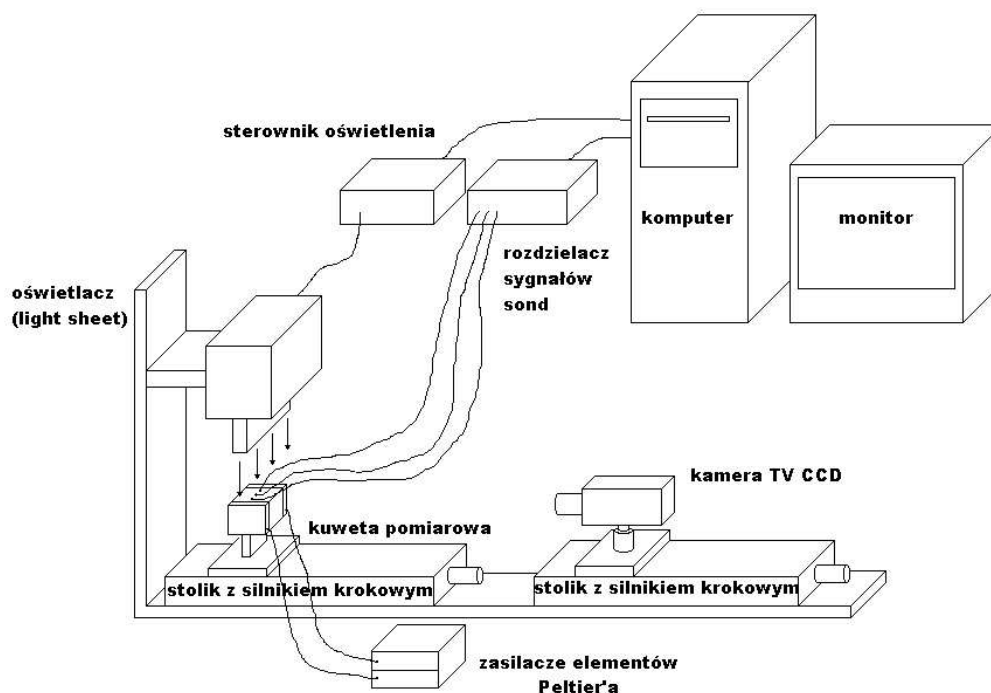 sterownik oświetlenia
komputer
monitor
rozdzielacz
sygnałów
sond
oświetlacz
(light sheet)
kamera TV CCD
kuweta pomiarowa
stolik z silnikiem krokowym
stolik z silnikiem krokowym
zasilacze elementów
Peltier'a